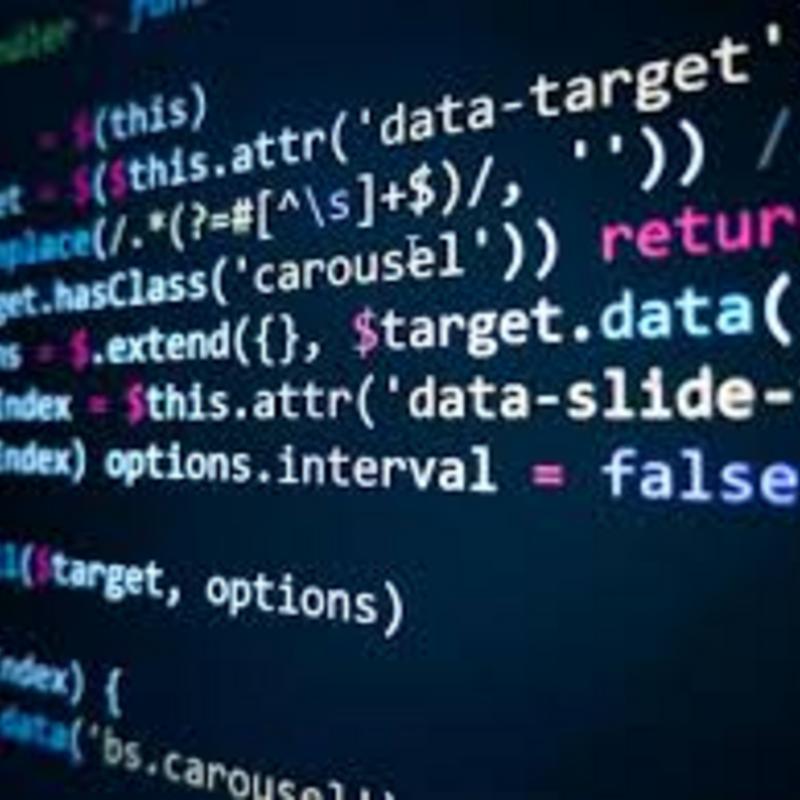 = $(this)
et = $($this.attr('data-target'
place(/.*(?=#[^\s]+$)/, '')) /
get.hasClass('carousel')) retur
ns = $.extend({}, $target.data(
index = $this.attr('data-slide-
index) options.interval = false
l($target, options)
index) {
data('bs.carousel')